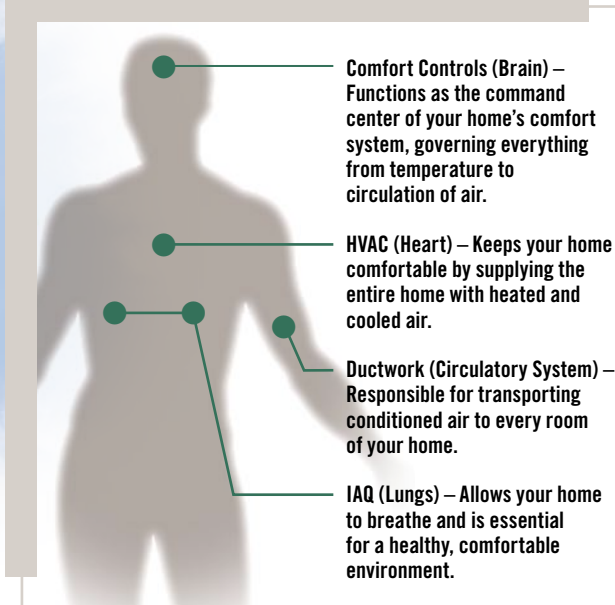 Comfort Controls (Brain) –
Functions as the command
center of your home’s comfort
system, governing everything
from temperature to
circulation of air.
HVAC (Heart) – Keeps your home
comfortable by supplying the
entire home with heated and
cooled air.
Ductwork (Circulatory System) –
Responsible for transporting
conditioned air to every room
of your home.
IAQ (Lungs) – Allows your home
to breathe and is essential
for a healthy, comfortable
environment.